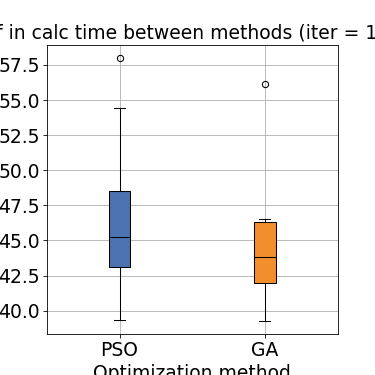 in calc time between methods (iter = 1
57.5
55.0
52.5
50.0
47.5
45.0
42.5
40.0
PSO GA
Optimization method